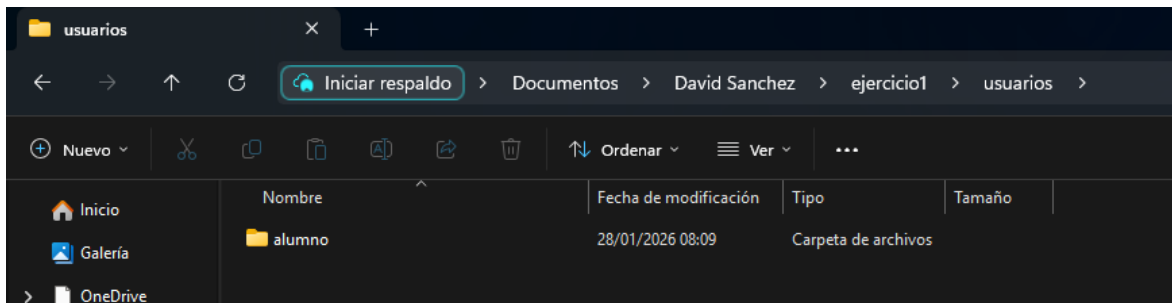 usuarios
Iniciar respaldo > Documentos > David Sanchez > ejercicio1 > usuarios >
Nuevo Ordenar Ver ...
Nombre Fecha de modificación Tipo Tamaño
Inicio
alumno 28/01/2026 08:09 Carpeta de archivos
Galería
OneDrive